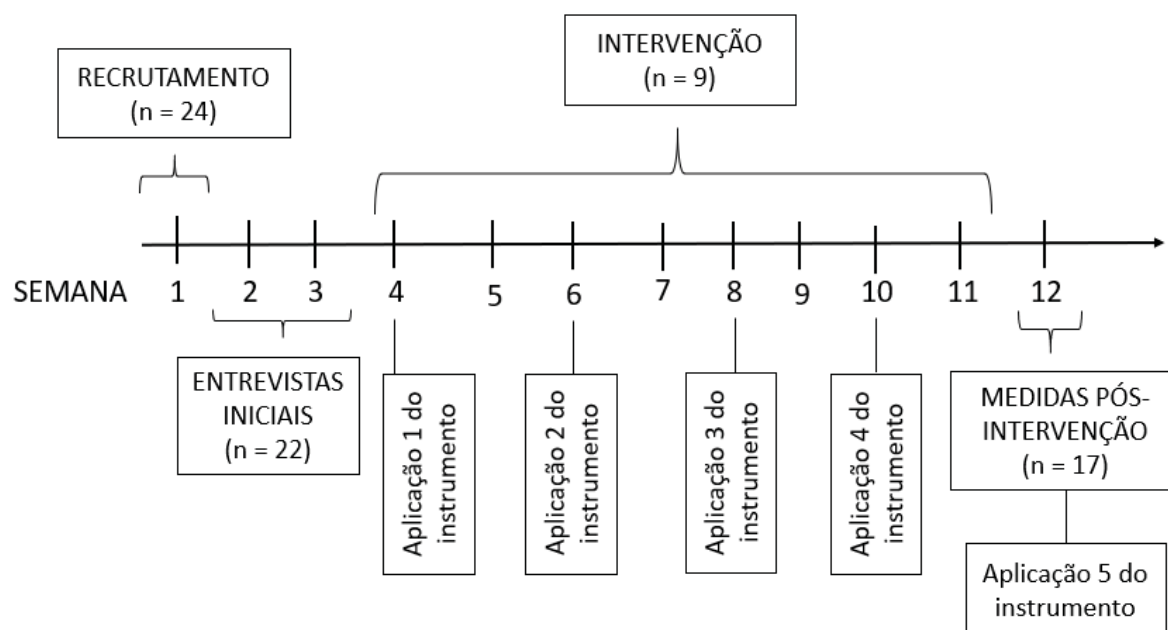 RECRUTAMENTO
(n = 24)
INTERVENÇÃO
(n = 9)
SEMANA 1 2 3 4 5 6 7 8 9 10 11 12
ENTREVISTAS
INICIAIS
(n = 22)
Aplicação 1 do
instrumento
Aplicação 2 do
instrumento
Aplicação 3 do
instrumento
Aplicação 4 do
instrumento
MEDIDAS PÓS-
INTERVENÇÃO
(n = 17)
Aplicação 5 do
instrumento